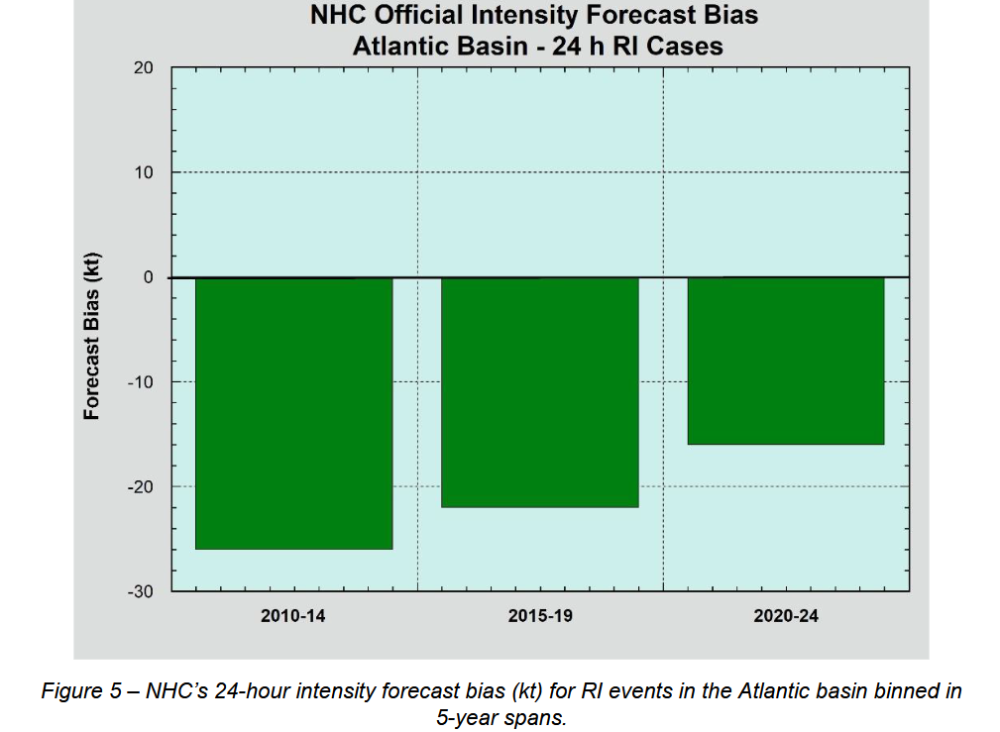 NHC Official Intensity Forecast Bias
Atlantic Basin - 24 h RI Cases
20
10
0
-10
-20
-30
Forecast Bias (kt)
2010-14
2015-19
2020-24
Figure 5 – NHC’s 24-hour intensity forecast bias (kt) for RI events in the Atlantic basin binned in
5-year spans.